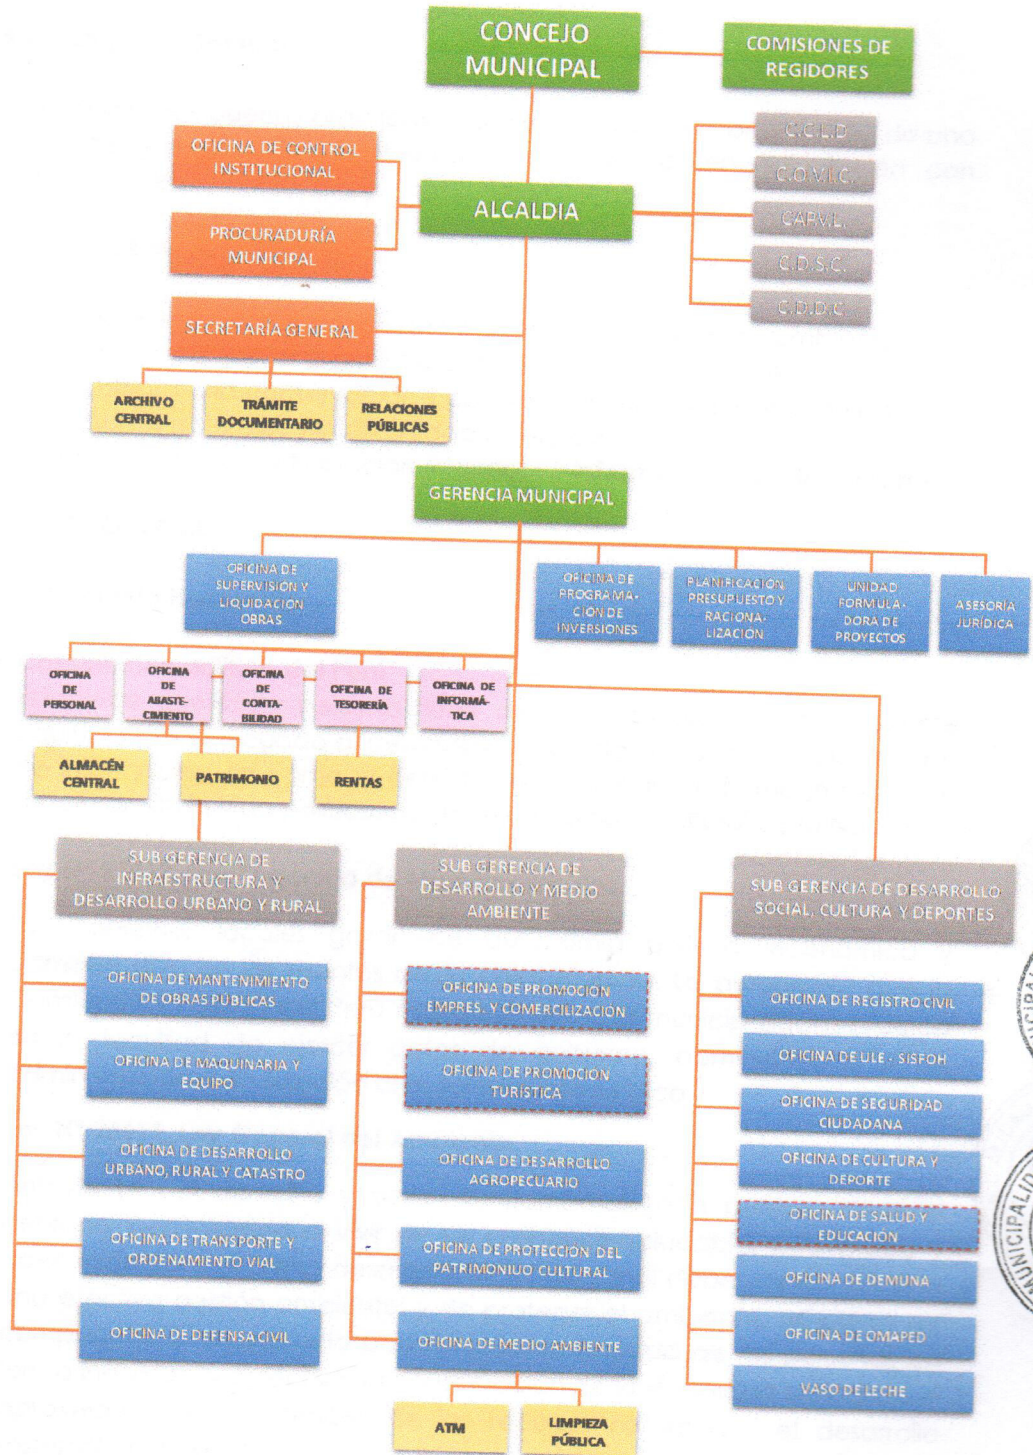 CONCEJO
MUNICIPAL
COMISIONES DE
REGIDORES
C.C.L.D
C.O.V.I.C.
CAP.V.L.
C.D.S.C.
C.D.D.C
OFICINA DE CONTROL
INSTITUCIONAL
ALCALDIA
PROCURADURÍA
MUNICIPAL
SECRETARÍA GENERAL
ARCHIVO
CENTRAL
TRÁMITE
DOCUMENTARIO
RELACIONES
PÚBLICAS
GERENCIA MUNICIPAL
OFICINA DE
SUPERVISIÓN Y
LIQUIDACIÓN
OBRAS
OFICINA DE
PROGRAMA-
CIÓN DE
INVERSIONES
PLANIFICACIÓN
PRESUPUESTO Y
RACIONA-
LIZACIÓN
UNIDAD
FORMULA-
DORA DE
PROYECTOS
ASESORÍA
JURÍDICA
OFICINA
DE
PERSONAL
OFICINA
DE
ABASTE-
CIMIENTO
OFICINA
DE
CONTA-
BILIDAD
OFICINA DE
TESORERÍA
OFICINA DE
INFORMÁ-
TICA
ALMACÉN
CENTRAL
PATRIMONIO
RENTAS
SUB GERENCIA DE
INFRAESTRUCTURA Y
DESARROLLO URBANO Y RURAL
OFICINA DE MANTENIMIENTO
DE OBRAS PÚBLICAS
OFICINA DE MAQUINARIA Y
EQUIPO
OFICINA DE DESARROLLO
URBANO, RURAL Y CATASTRO
OFICINA DE TRANSPORTE Y
ORDENAMIENTO VIAL
OFICINA DE DEFENSA CIVIL
SUB GERENCIA DE
DESARROLLO Y MEDIO
AMBIENTE
OFICINA DE PROMOCION
EMPRES. Y COMERCILIZACIÓN
OFICINA DE PROMOCION
TURÍSTICA
OFICINA DE DESARROLLO
AGROPECUARIO
OFICINA DE PROTECCION DEL
PATRIMONIUO CULTURAL
OFICINA DE MEDIO AMBIENTE
ATM
LIMPIEZA
PÚBLICA
SUB GERENCIA DE DESARROLLO
SOCIAL, CULTURA Y DEPORTES
OFICINA DE REGISTRO CIVIL
OFICINA DE ULE - SISFOH
OFICINA DE SEGURIDAD
CIUDADANA
OFICINA DE CULTURA Y
DEPORTE
OFICINA DE SALUD Y
EDUCACIÓN
OFICINA DE DEMUNA
OFICINA DE OMAPED
VASO DE LECHE